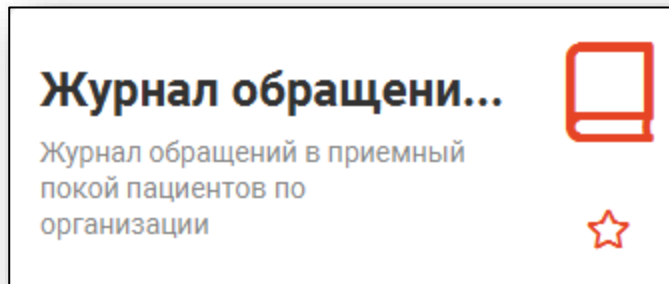 Журнал обращени...
Журнал обращений в приемный
покой пациентов по
организации